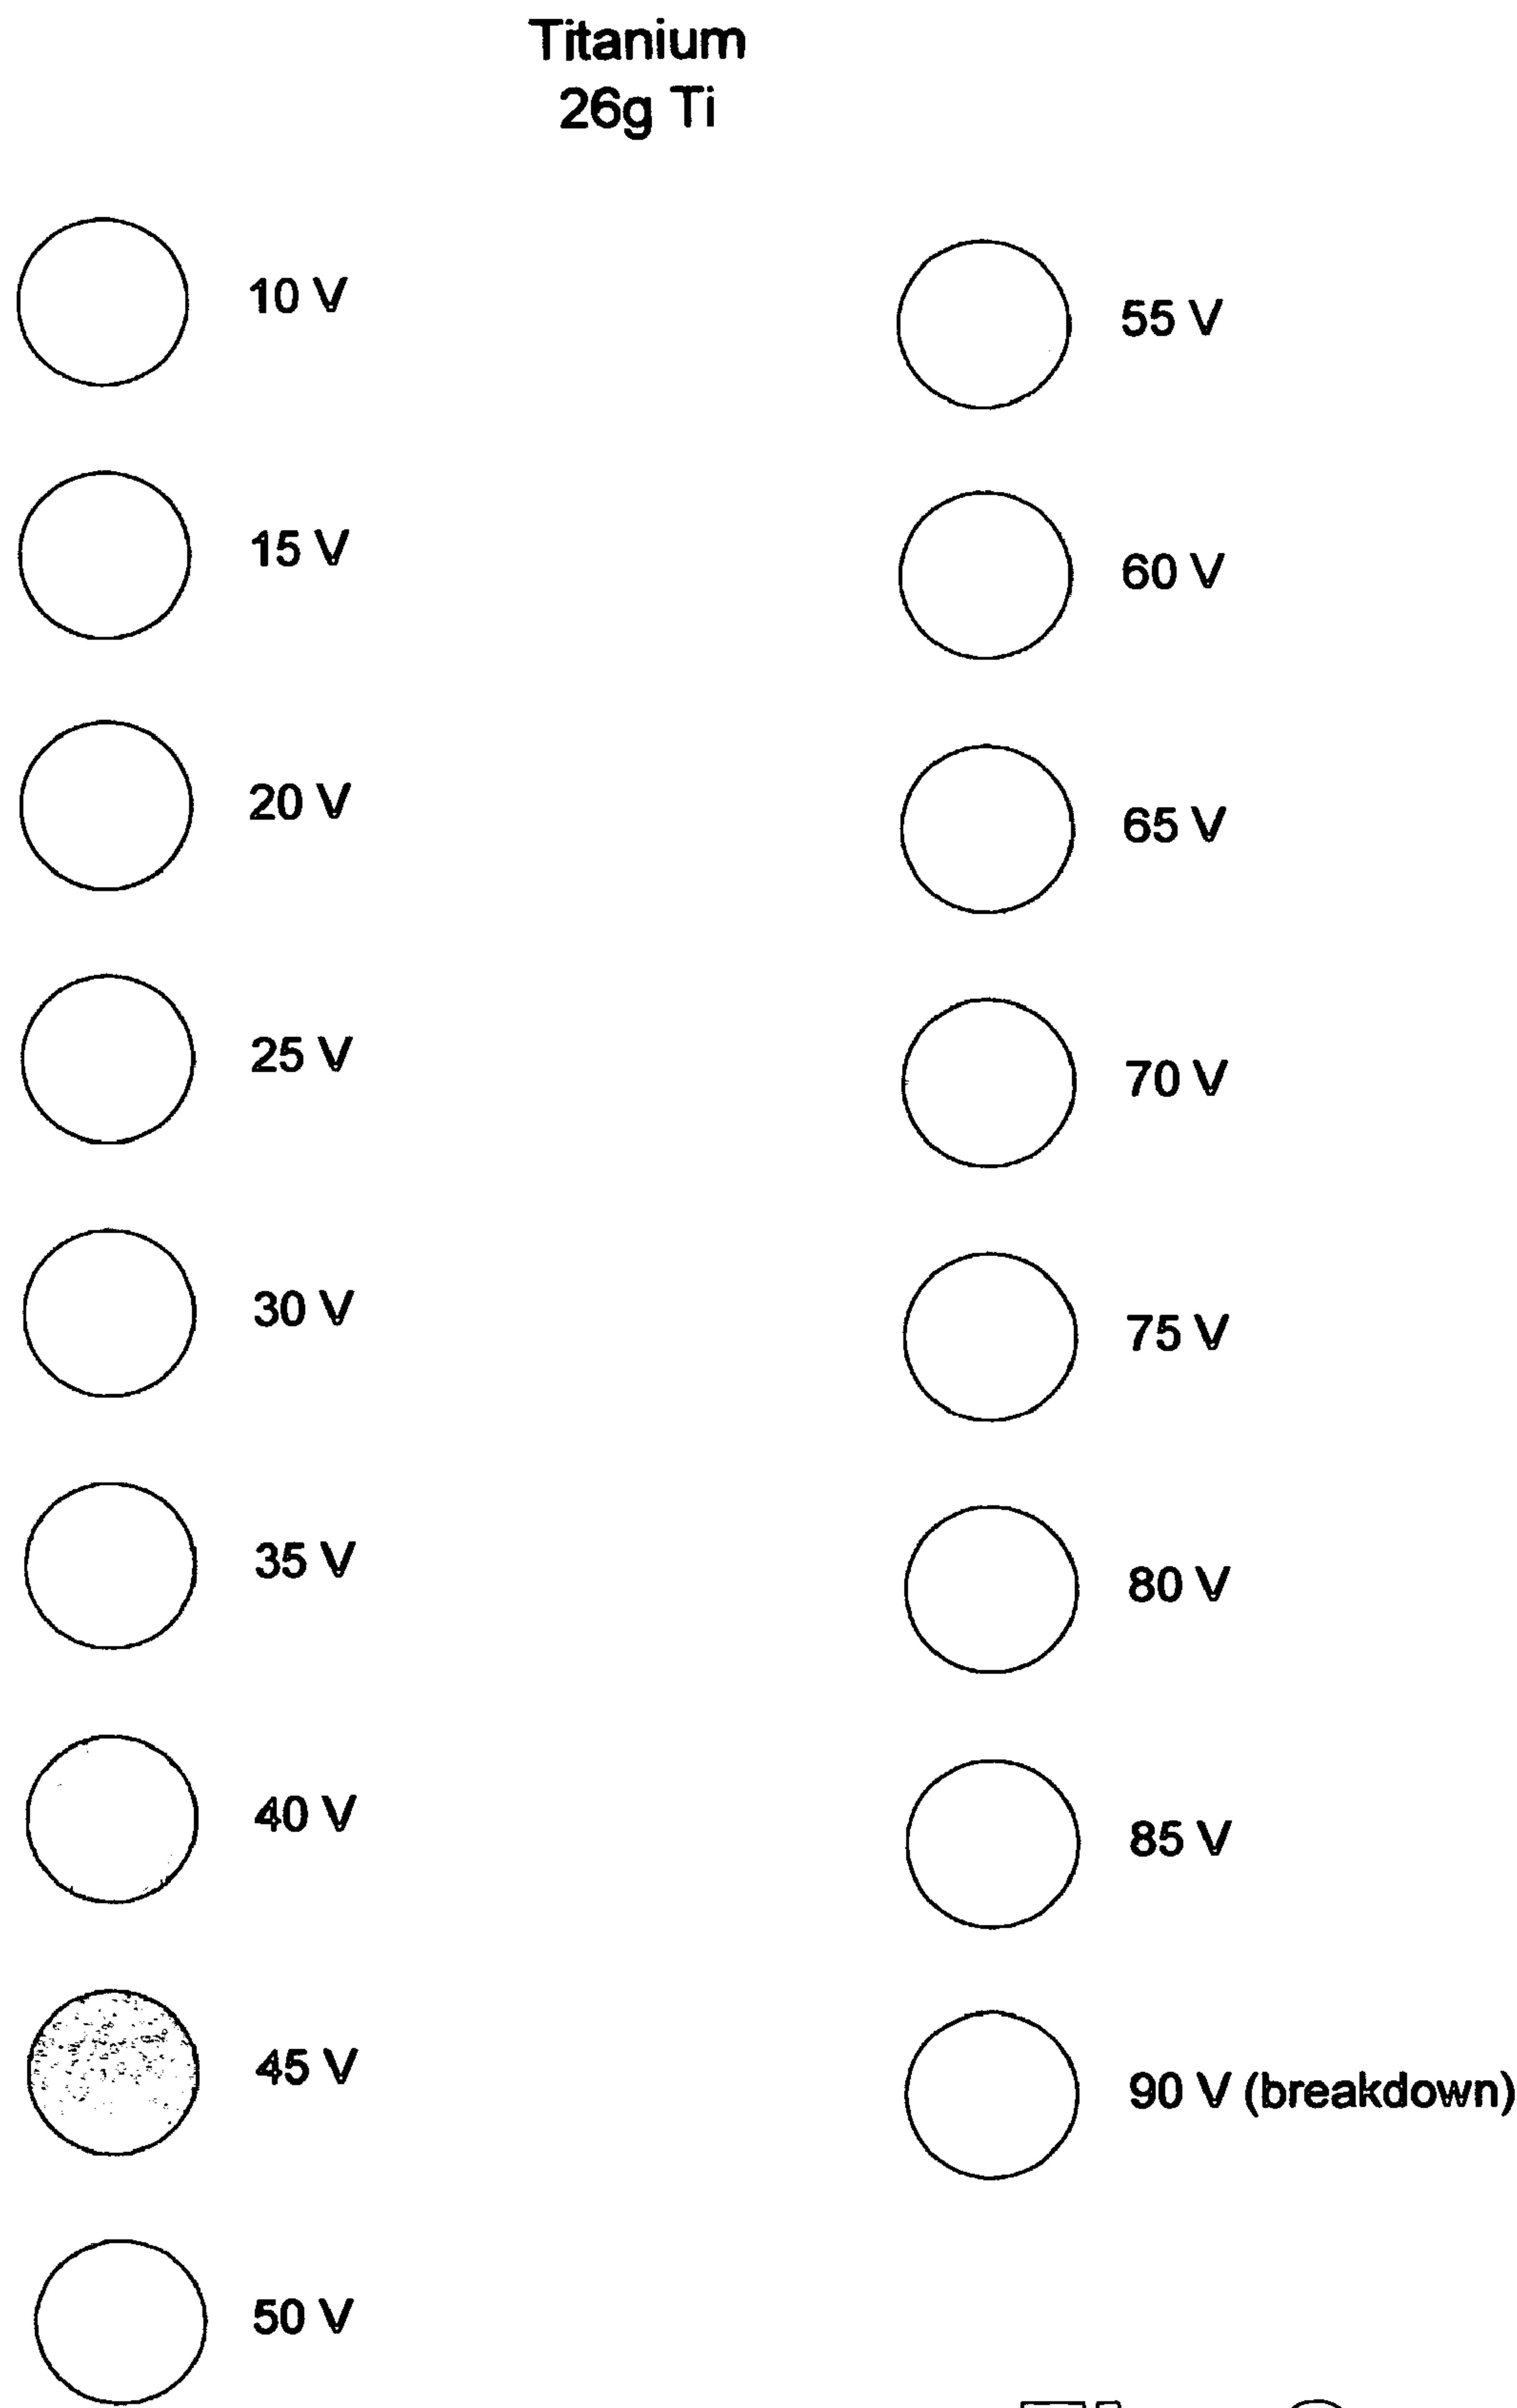 Titanium
26g Ti
10 V
15 V
20 V
25 V
30 V
35 V
40 V
45 V
50 V
55 V
60 V
65 V
70 V
75 V
80 V
85 V
90 V (breakdown)